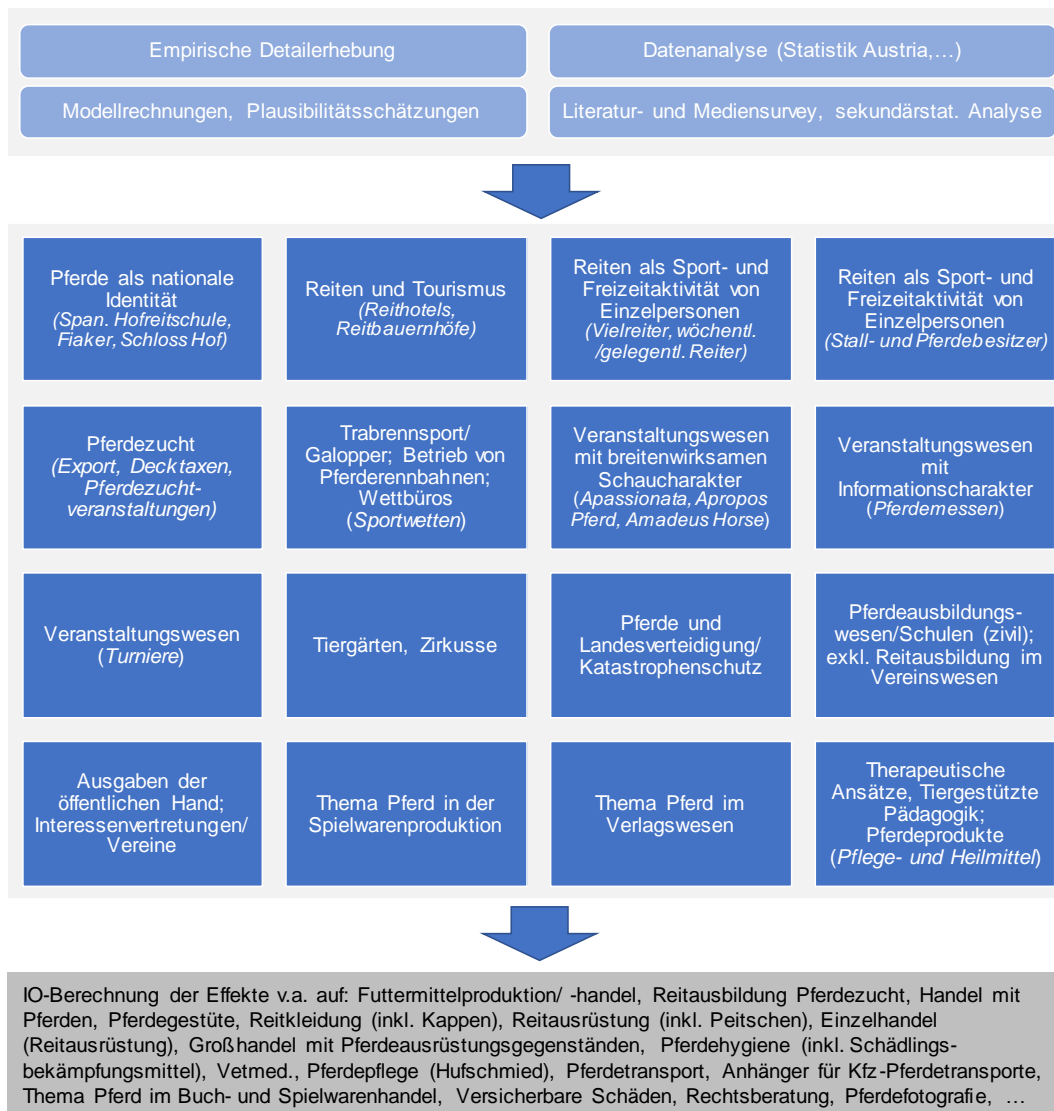 Empirische Detailerhebung
Datenanalyse (Statistik Austria,…)
Modellrechnungen, Plausibilitätsschätzungen
Literatur- und Mediensurvey, sekundärstat. Analyse
Pferde als nationale
Identität
(Span. Hofreitschule,
Fiaker, Schloss Hof)
Reiten und Tourismus
(Reithotels,
Reitbauernhöfe)
Reiten als Sport- und
Freizeitaktivität von
Einzelpersonen
(Vielreiter, wöchentl.
/gelegentl. Reiter)
Reiten als Sport- und
Freizeitaktivität von
Einzelpersonen
(Stall- und Pferdebesitzer)
Pferdezucht
(Export, Decktaxen,
Pferdezucht-
veranstaltungen)
Trabrennsport/
Galopper; Betrieb von
Pferderennbahnen;
Wettbüros
(Sportwetten)
Veranstaltungswesen
mit breitenwirksamen
Schaucharakter
(Apassionata, Apropos
Pferd, Amadeus Horse)
Veranstaltungswesen
mit
Informationscharakter
(Pferdemessen)
Veranstaltungswesen
(Turniere)
Tiergärten, Zirkusse
Pferde und
Landesverteidigung/
Katastrophenschutz
Pferdeausbildungs-
wesen/Schulen (zivil);
exkl. Reitausbildung im
Vereinswesen
Ausgaben der
öffentlichen Hand;
Interessenvertretungen/
Vereine
Thema Pferd in der
Spielwarenproduktion
Thema Pferd im
Verlagswesen
Therapeutische
Ansätze, Tiergestützte
Pädagogik;
Pferdeprodukte
(Pflege- und Heilmittel)
IO-Berechnung der Effekte v.a. auf: Futtermittelproduktion/ -handel, Reitausbildung Pferdezucht, Handel mit
Pferden, Pferdegestüte, Reitkleidung (inkl. Kappen), Reitausrüstung (inkl. Peitschen), Einzelhandel
(Reitausrüstung), Großhandel mit Pferdeausrüstungsgegenständen, Pferdehygiene (inkl. Schädlings-
bekämpfungsmittel), Vetmed., Pferdepflege (Hufschmied), Pferdetransport, Anhänger für Kfz-Pferdetransporte,
Thema Pferd im Buch- und Spielwarenhandel, Versicherbare Schäden, Rechtsberatung, Pferdefotografie, …